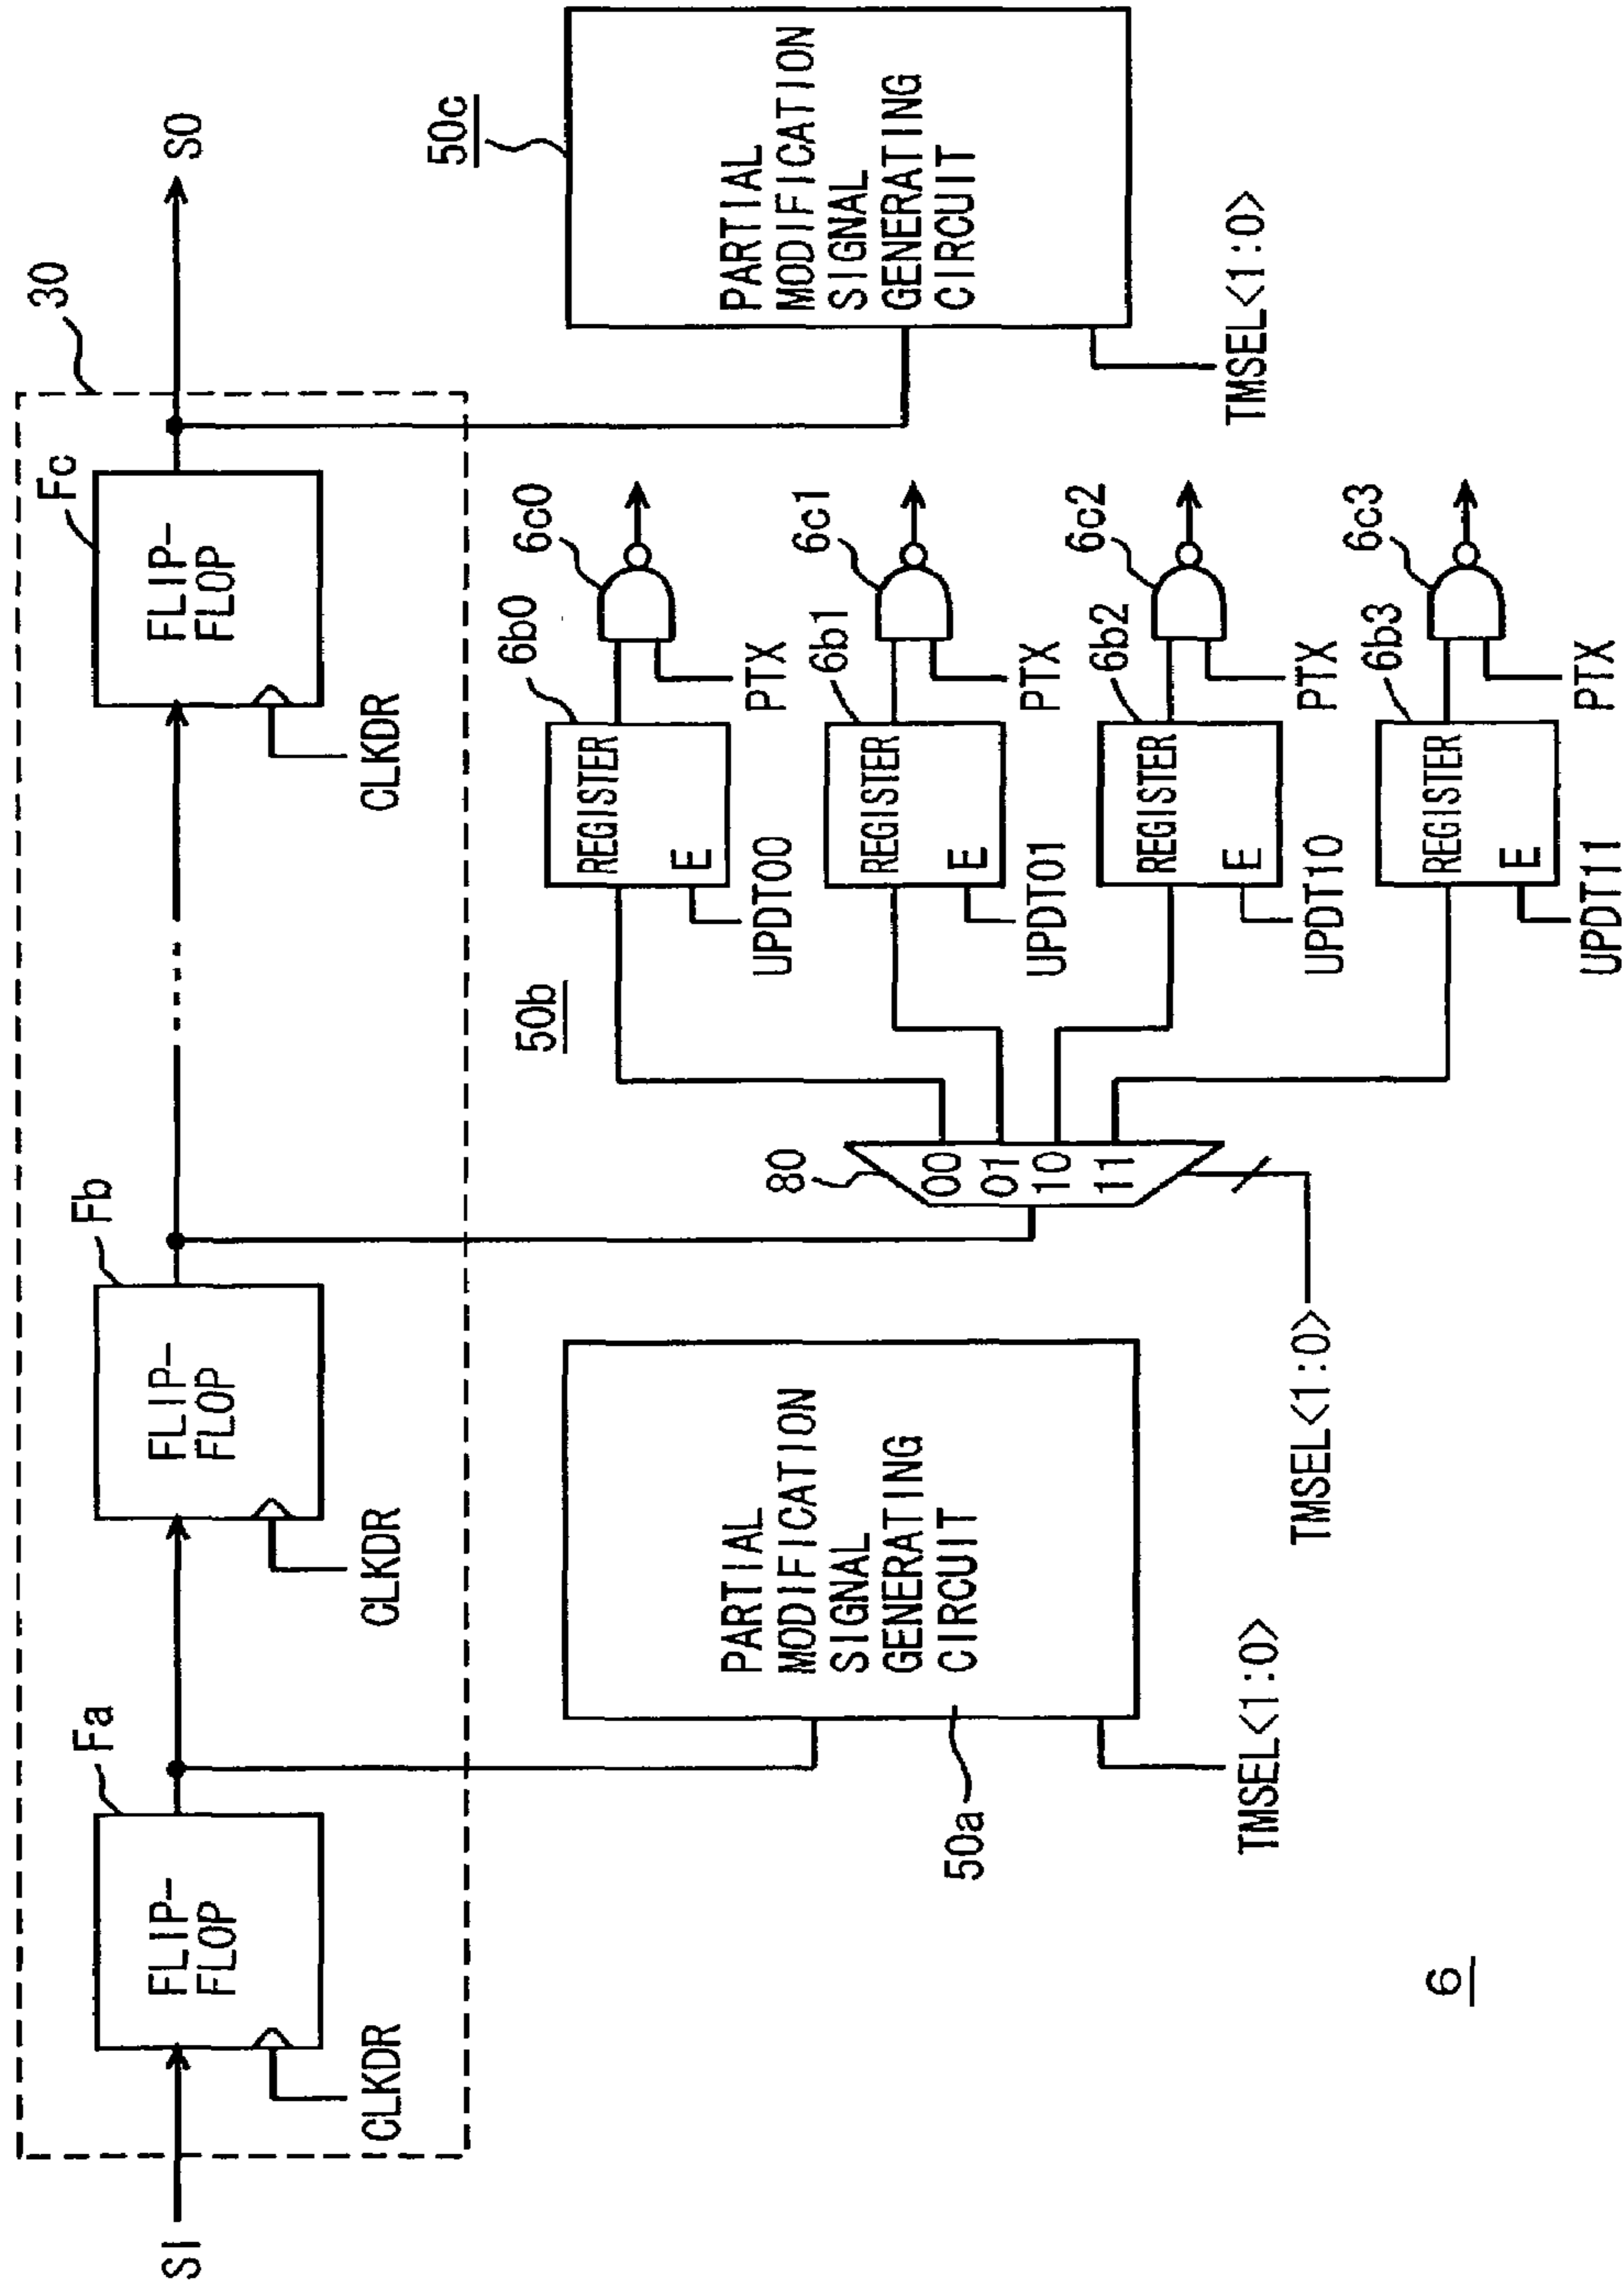 30
SI
Fa
FLIP-
FLOP
CLKDR
Fb
FLIP-
FLOP
CLKDR
Fc
FLIP-
FLOP
CLKDR
SO
50a
PARTIAL
MODIFICATION
SIGNAL
GENERATING
CIRCUIT
TMSEL<1:0>
50b
80
00
01
10
11
TMSEL<1:0>
6b0
REGISTER
E
UPDT00
6c0
PTX
6b1
REGISTER
E
UPDT01
6c1
PTX
6b2
REGISTER
E
UPDT10
6c2
PTX
6b3
REGISTER
E
UPDT11
6c3
PTX
50c
PARTIAL
MODIFICATION
SIGNAL
GENERATING
CIRCUIT
TMSEL<1:0>
6